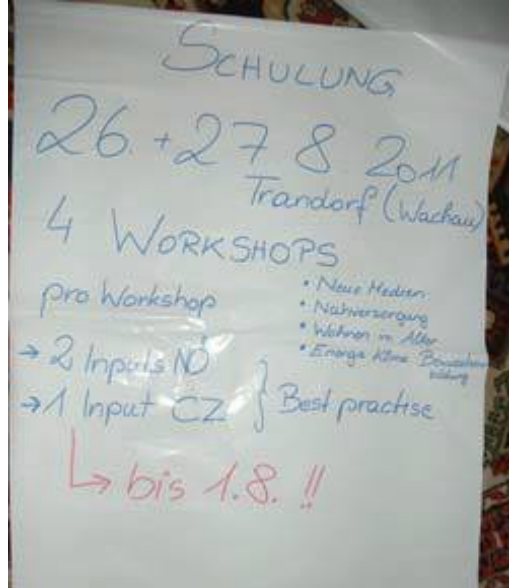 SCHULUNG
26. + 27 8 2011
Trandorf (Wachau)
4 WORKSHOPS
pro Workshop
• Neue Medien
• Nahversorgung
• Wohnen im Alter
• Energie Klima
→ 2 Inputs NÖ
→ 1 Input CZ } Best practise
↳ bis 1.8. !!